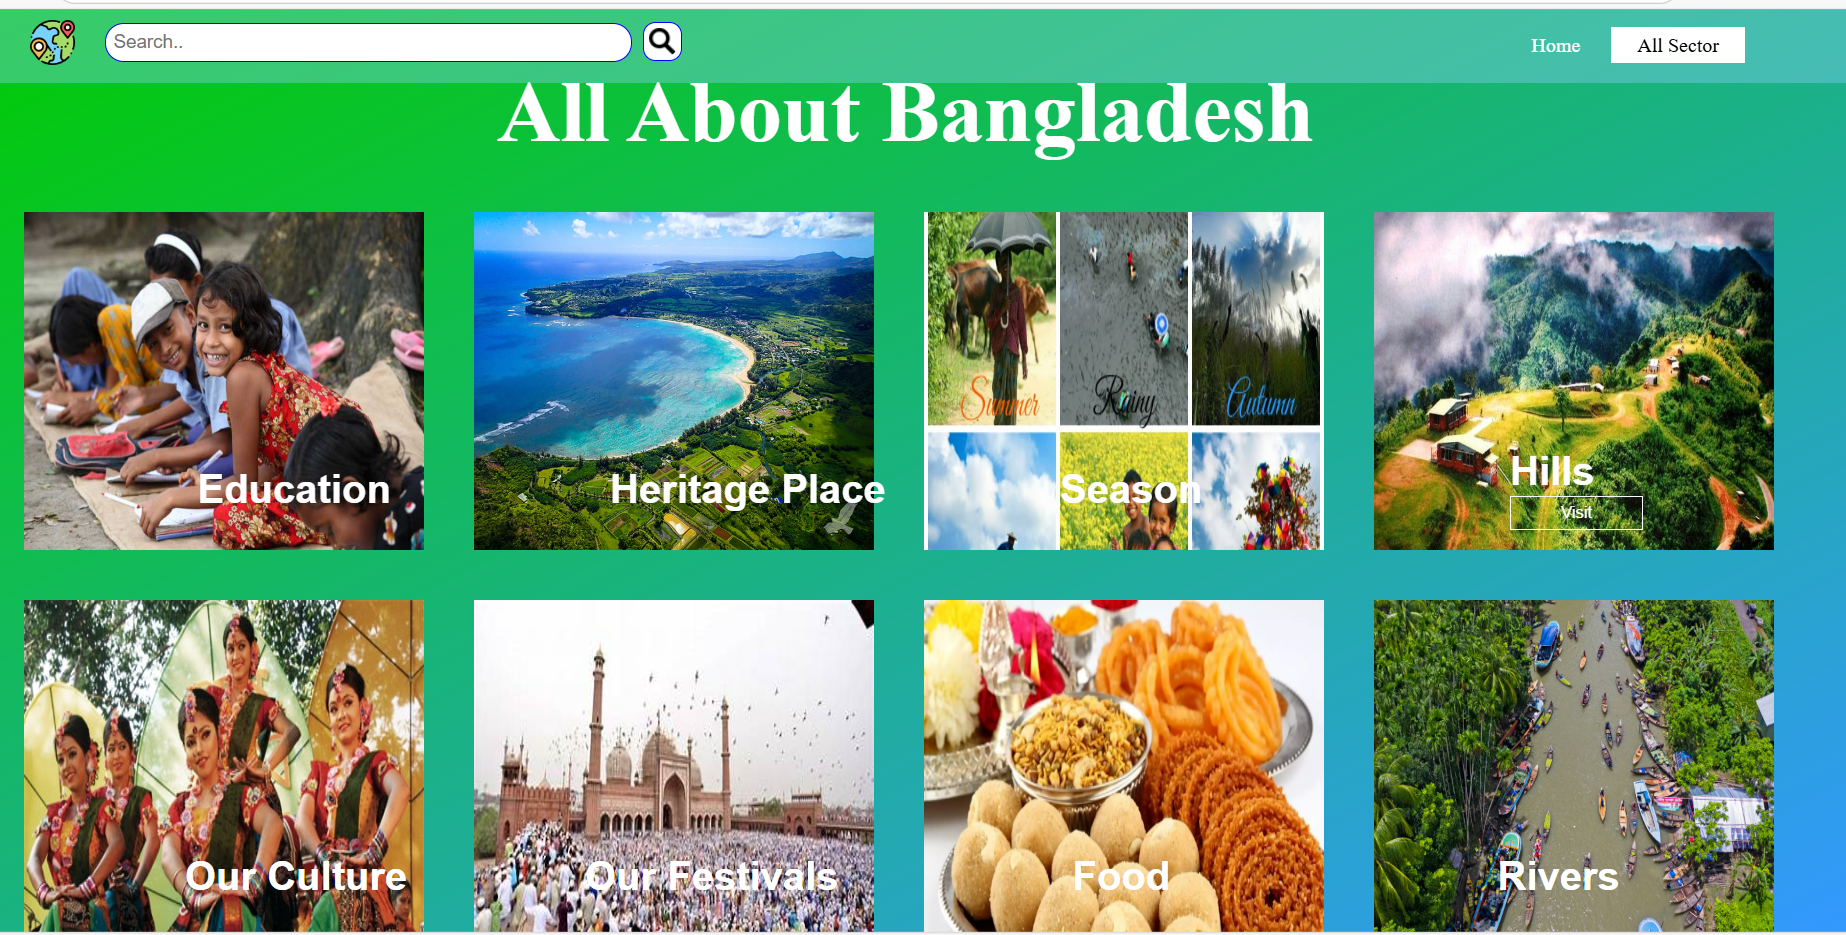 Search..
Home
All Sector
All About Bangladesh
Summer
Rainy
Autumn
Education
Heritage Place
Season
Hills
Visit
Our Culture
Our Festivals
Food
Rivers